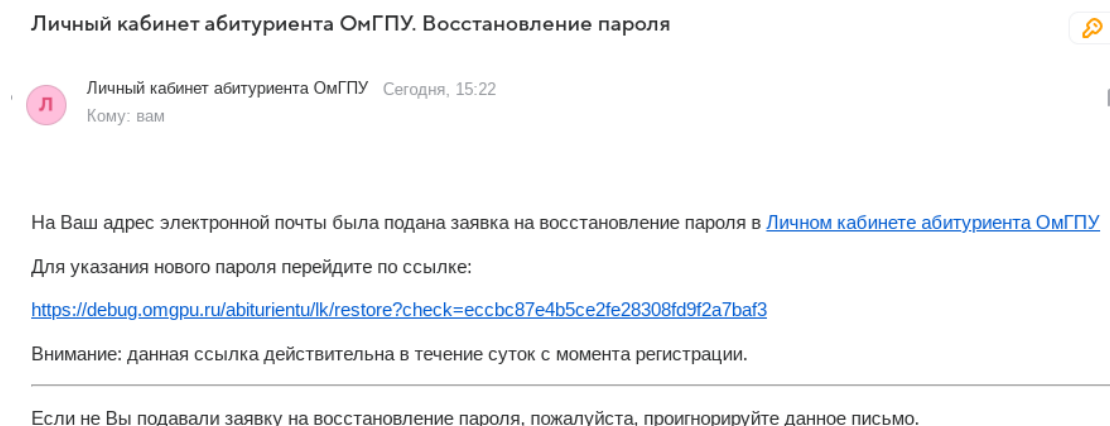 Личный кабинет абитуриента ОмГПУ. Восстановление пароля
Личный кабинет абитуриента ОмГПУ Сегодня, 15:22
Л
Кому: вам
На Ваш адрес электронной почты была подана заявка на восстановление пароля в Личном кабинете абитуриента ОмГПУ
Для указания нового пароля перейдите по ссылке:
https://debug.omgpu.ru/abiturientu/lk/restore?check=eccbc87e4b5ce2fe28308fd9f2a7baf3
Внимание: данная ссылка действительна в течение суток с момента регистрации.
Если не Вы подавали заявку на восстановление пароля, пожалуйста, проигнорируйте данное письмо.